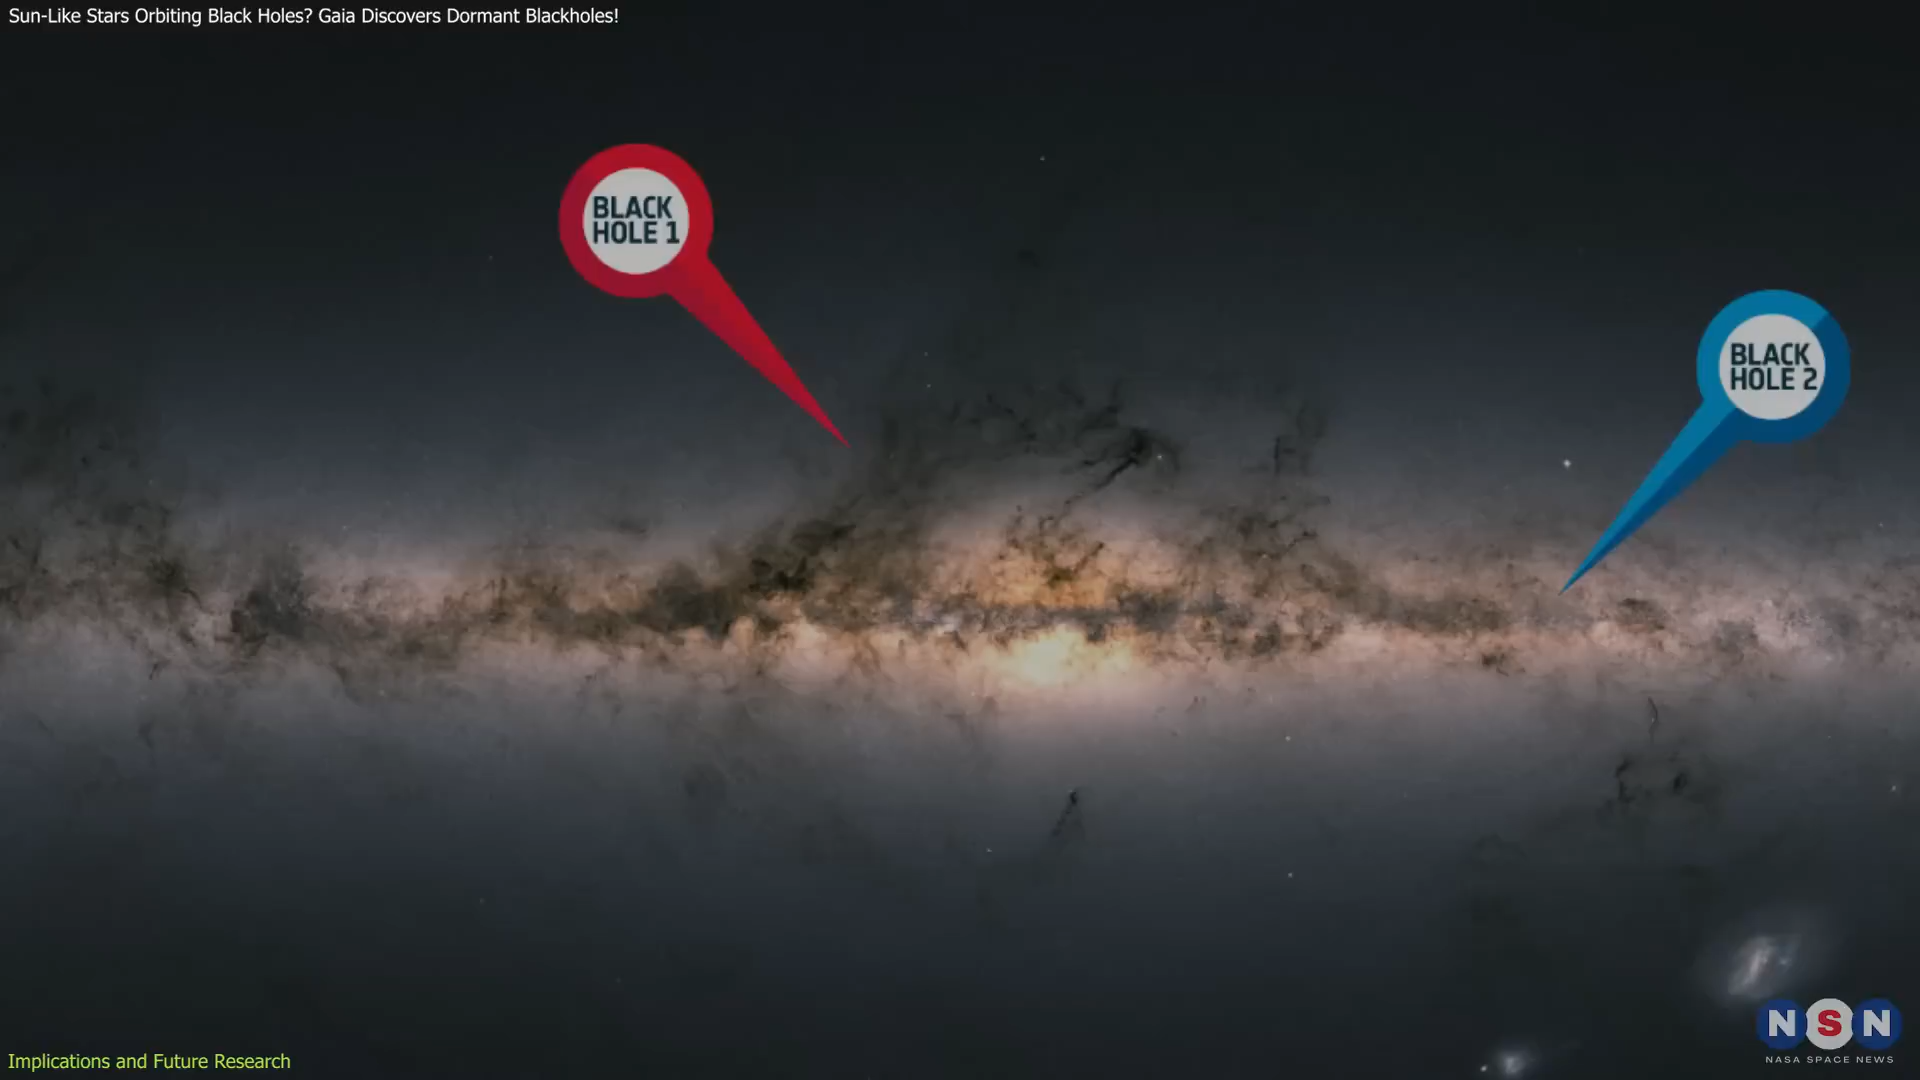 Sun-Like Stars Orbiting Black Holes? Gaia Discovers Dormant Blackholes!
BLACK
HOLE 1
BLACK
HOLE 2
Implications and Future Research
NSN
NASA SPACE NEWS